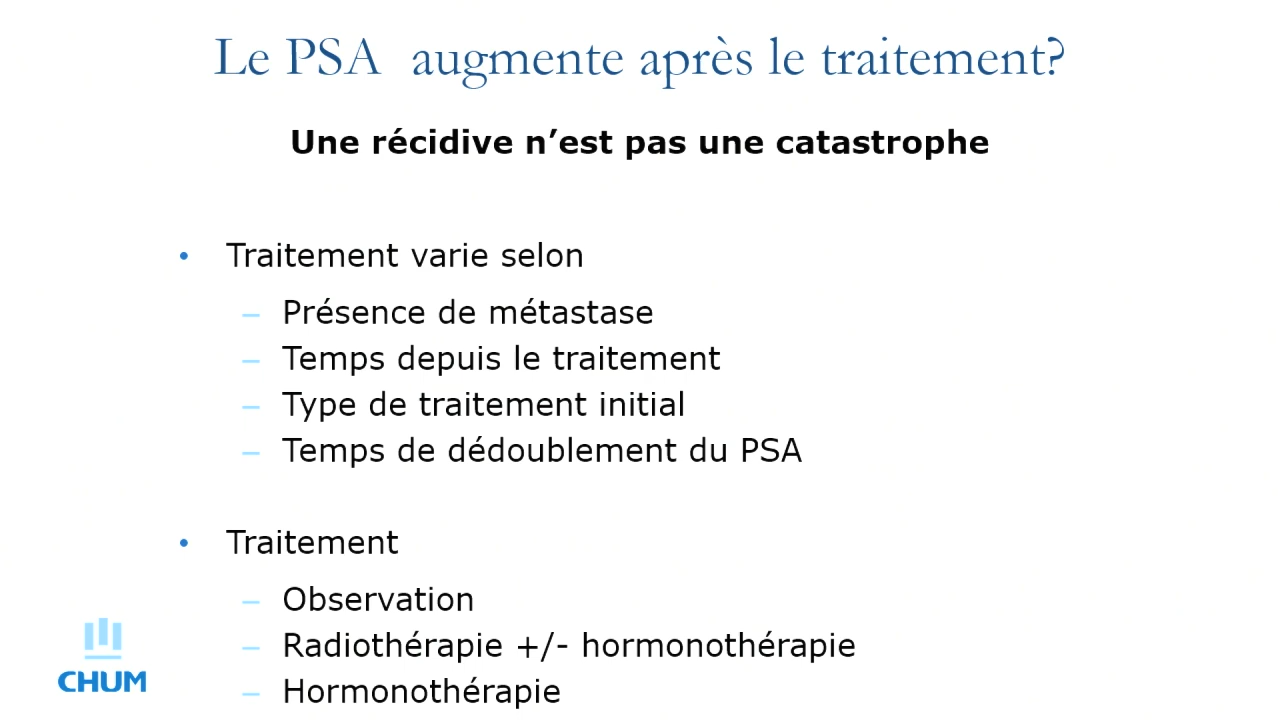 Le PSA augmente après le traitement?
Une récidive n’est pas une catastrophe
• Traitement varie selon
– Présence de métastase
– Temps depuis le traitement
– Type de traitement initial
– Temps de dédoublement du PSA
• Traitement
– Observation
– Radiothérapie +/- hormonothérapie
– Hormonothérapie
CHUM